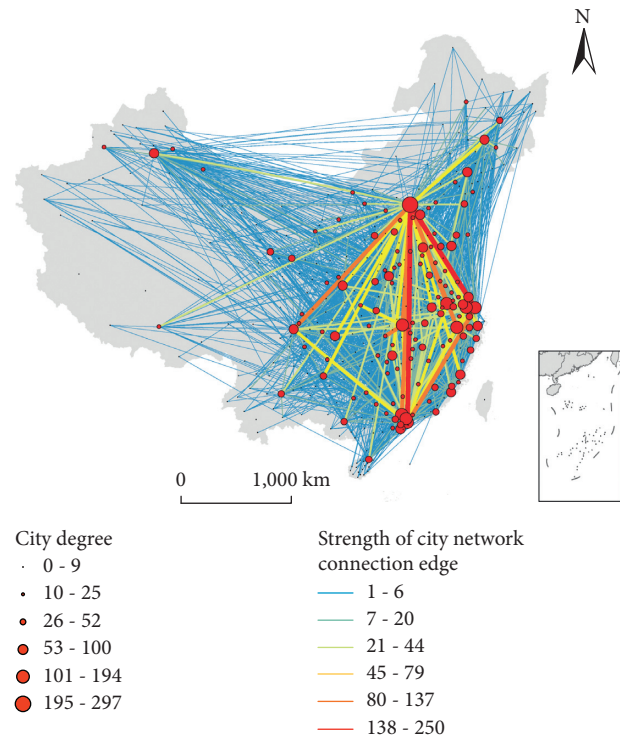 N
0 1,000 km
City degree
0 - 9
10 - 25
26 - 52
53 - 100
101 - 194
195 - 297
Strength of city network
connection edge
1 - 6
7 - 20
21 - 44
45 - 79
80 - 137
138 - 250